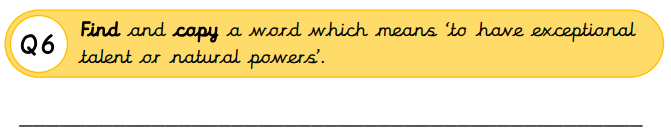 Q6
Find and copy a word which means 'to have exceptional
talent or natural powers'.